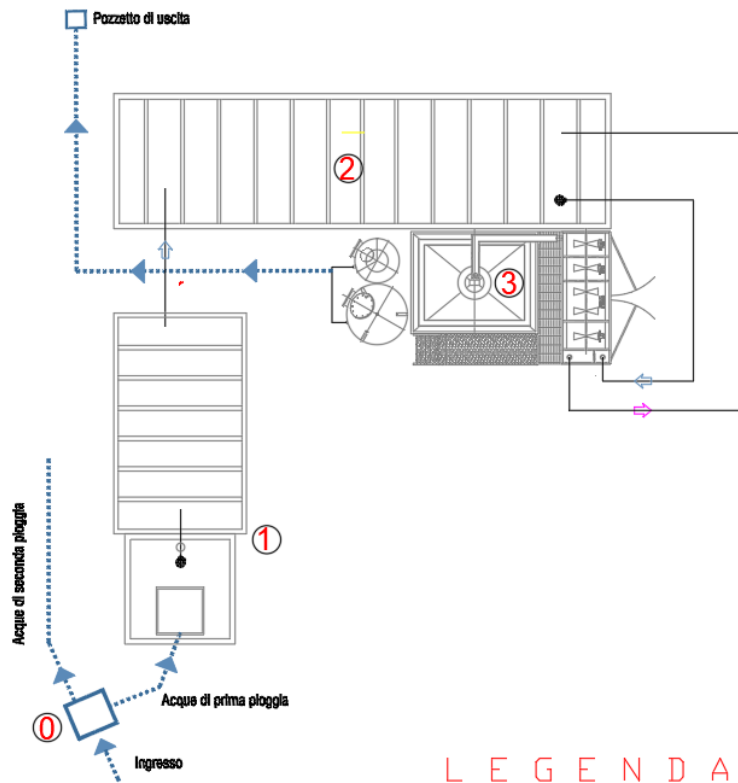 Pozzetto di uscita
2
3
1
Acque di seconda pioggia
Acque di prima pioggia
0
Ingresso
LEGENDA